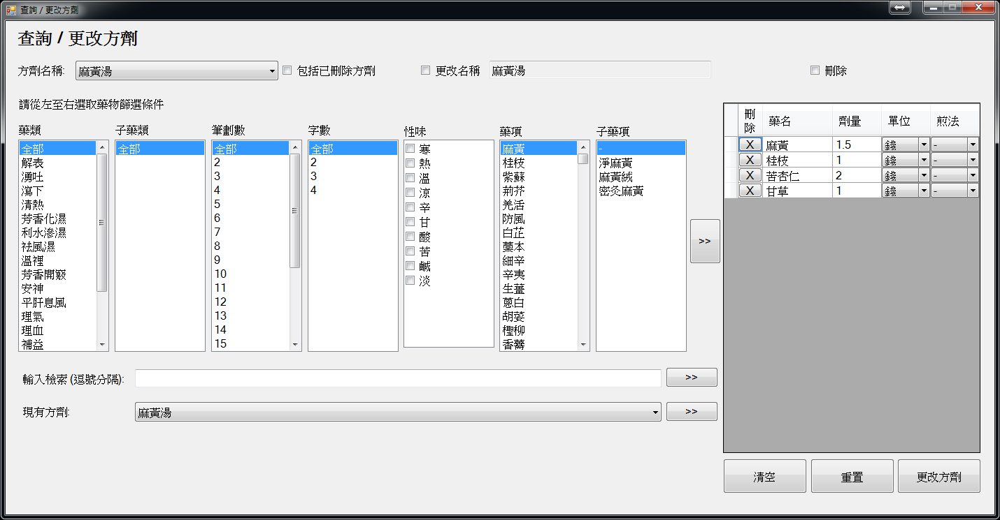 查詢 / 更改方劑
查詢 / 更改方劑
方劑名稱: 麻黃湯 包括已刪除方劑 更改名稱 麻黃湯 刪除
請從左至右選取藥物篩選條件
藥類
全部
解表
湧吐
瀉下
清熱
芳香化濕
利水滲濕
祛風濕
溫裡
芳香開竅
安神
平肝息風
理氣
理血
補益
子藥類
全部
筆劃數
全部
2
3
4
5
6
7
8
9
10
11
12
13
14
15
字數
全部
2
3
4
性味
寒
熱
溫
涼
辛
甘
酸
苦
鹹
淡
藥項
麻黃
桂枝
紫蘇
荊芥
羌活
防風
白芷
藁本
細辛
辛夷
生薑
蔥白
胡荽
檉柳
香薷
子藥項
-
淨麻黃
麻黃絨
密灸麻黃
>>
刪除 藥名 劑量 單位 煎法
X 麻黃 1.5 錢 -
X 桂枝 1 錢 -
X 苦杏仁 2 錢 -
X 甘草 1 錢 -
輸入檢索 (逗號分隔): >>
現有方劑: 麻黃湯 >>
清空 重置 更改方劑